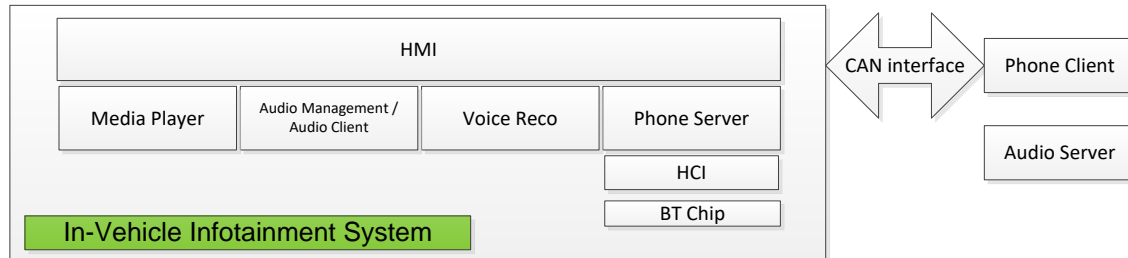 HMI
CAN interface
Phone Client
Media Player
Audio Management /
Audio Client
Voice Reco
Phone Server
Audio Server
HCI
BT Chip
In-Vehicle Infotainment System